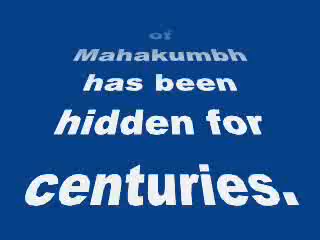 of
Mahakumbh
has been
hidden for
centuries.